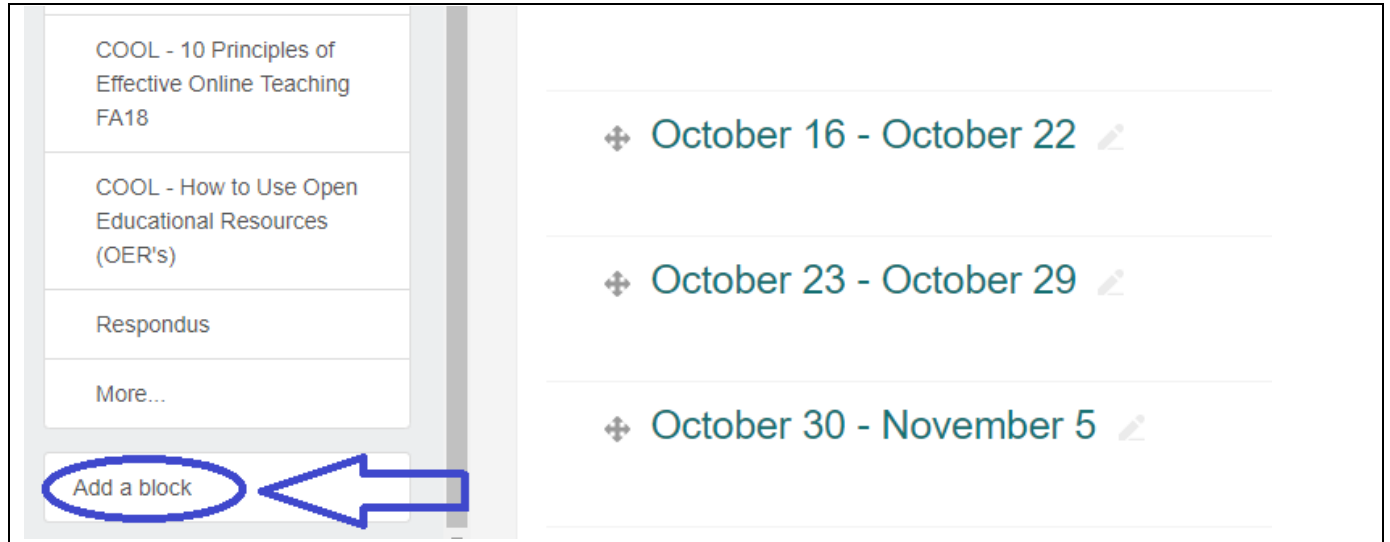 COOL - 10 Principles of
Effective Online Teaching
FA18
COOL - How to Use Open
Educational Resources
(OER's)
Respondus
More...
Add a block
October 16 - October 22
October 23 - October 29
October 30 - November 5